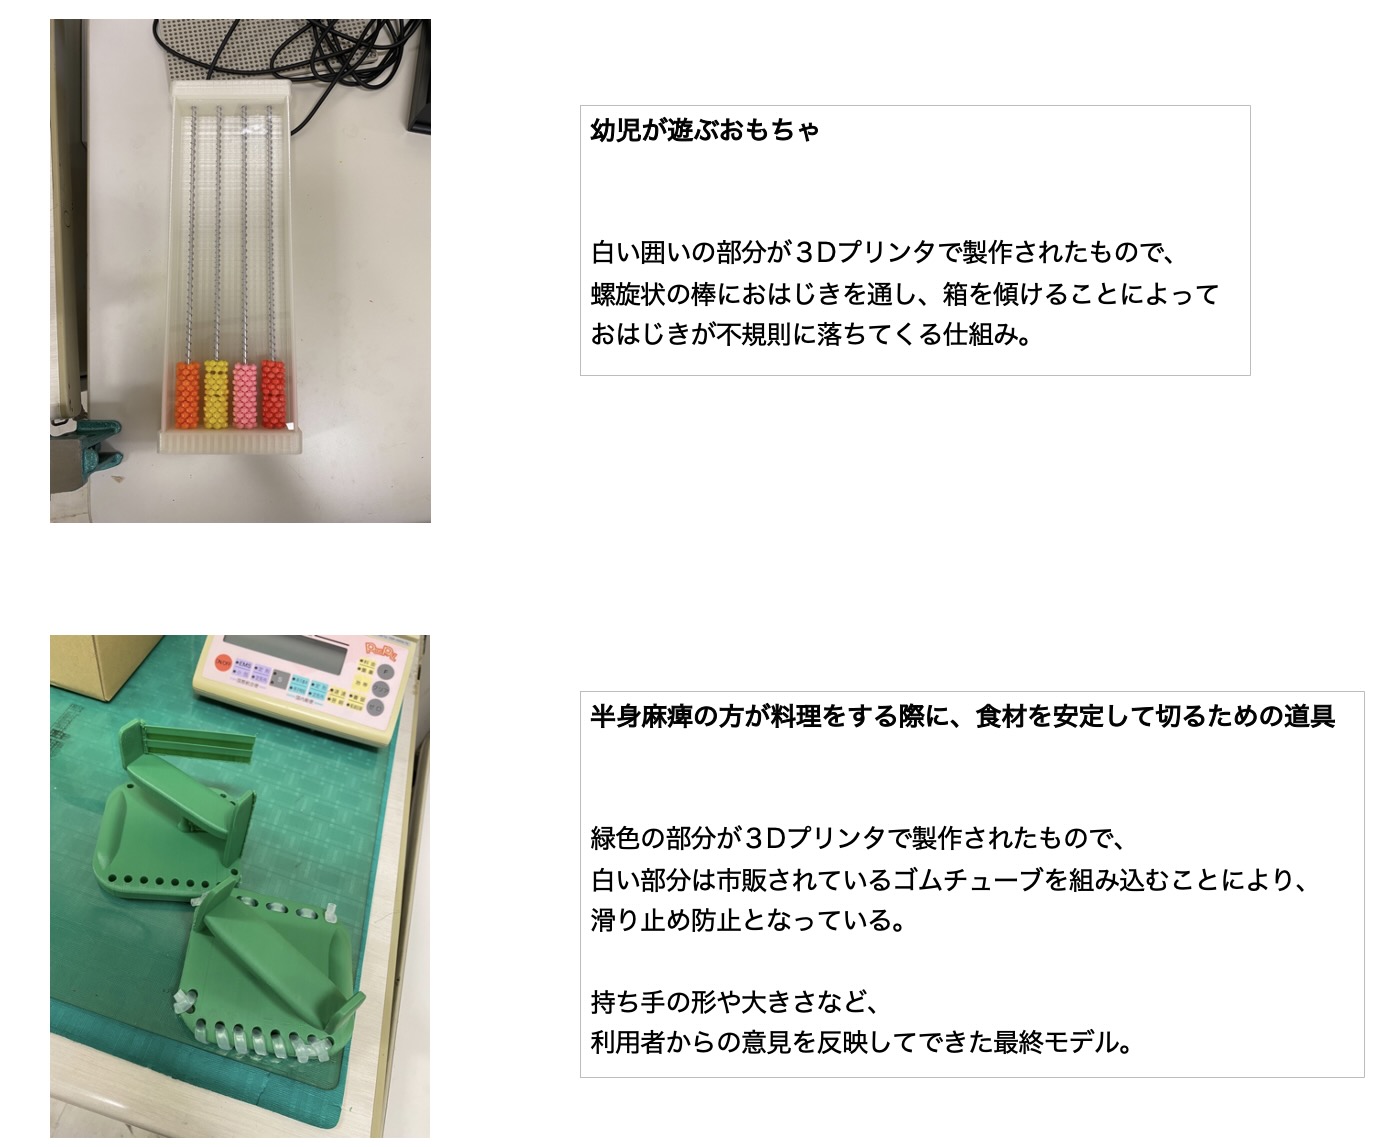 幼児が遊ぶおもちゃ
白い囲いの部分が３Dプリンタで製作されたもので、
螺旋状の棒におはじきを通し、箱を傾けることによって
おはじきが不規則に落ちてくる仕組み。
半身麻痺の方が料理をする際に、食材を安定して切るための道具
緑色の部分が３Dプリンタで製作されたもので、
白い部分は市販されているゴムチューブを組み込むことにより、
滑り止め防止となっている。
持ち手の形や大きさなど、
利用者からの意見を反映してできた最終モデル。